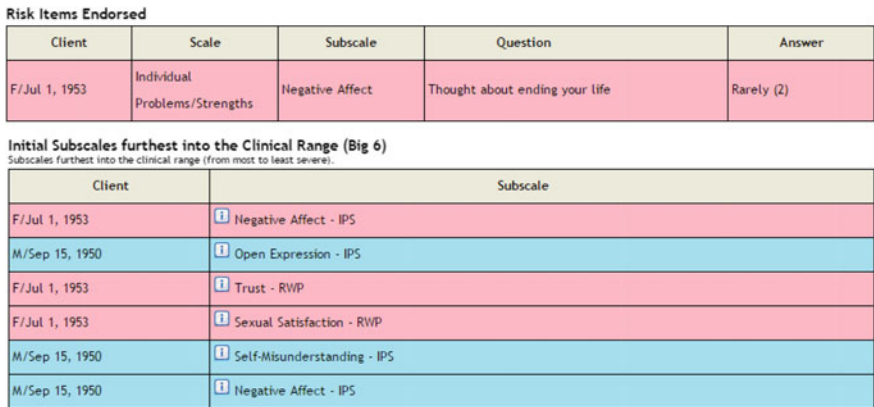 Risk Items Endorsed
Client Scale Subscale Question Answer
F/Jul 1, 1953 Individual Problems/Strengths Negative Affect Thought about ending your life Rarely (2)
Initial Subscales furthest into the Clinical Range (Big 6)
Subscales furthest into the clinical range (from most to least severe).
Client Subscale
F/Jul 1, 1953 i Negative Affect - IPS
M/Sep 15, 1950 i Open Expression - IPS
F/Jul 1, 1953 i Trust - RWP
F/Jul 1, 1953 i Sexual Satisfaction - RWP
M/Sep 15, 1950 i Self-Misunderstanding - IPS
M/Sep 15, 1950 i Negative Affect - IPS